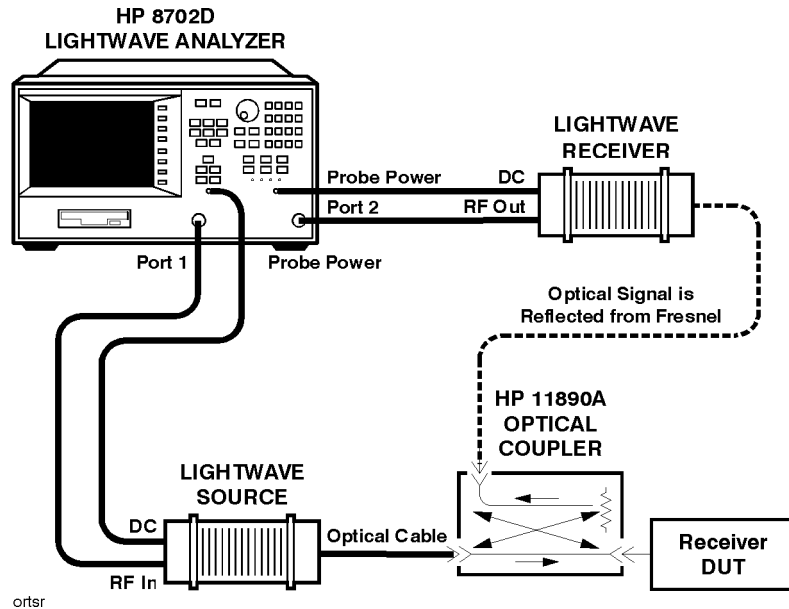 HP 8702D
LIGHTWAVE ANALYZER
LIGHTWAVE
RECEIVER
Probe Power
DC
Port 2
RF Out
Port 1
Probe Power
Optical Signal is
Reflected from Fresnel
HP 11890A
OPTICAL
COUPLER
LIGHTWAVE
SOURCE
DC
Optical Cable
RF In
Receiver
DUT
ortsr